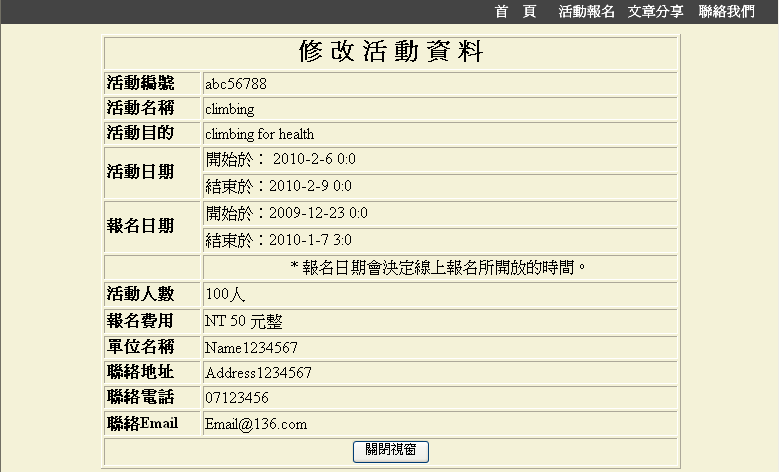 首　頁　活動報名　文章分享　聯絡我們
修 改 活 動 資 料
活動編號 abc56788
活動名稱 climbing
活動目的 climbing for health
活動日期 開始於： 2010-2-6 0:0
結束於：2010-2-9 0:0
報名日期 開始於：2009-12-23 0:0
結束於：2010-1-7 3:0
* 報名日期會決定線上報名所開放的時間。
活動人數 100人
報名費用 NT 50 元整
單位名稱 Name1234567
聯絡地址 Address1234567
聯絡電話 07123456
聯絡Email Email@136.com
關閉視窗